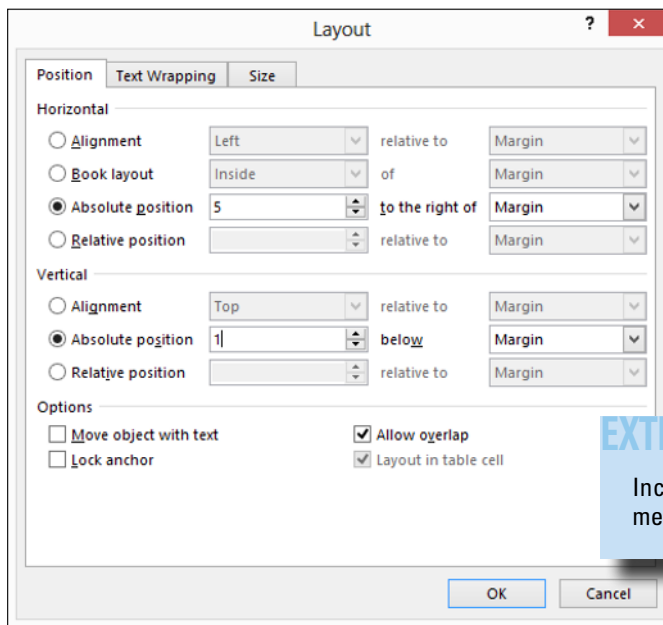 Layout
?
×
Position Text Wrapping Size
Horizontal
Alignment Left relative to Margin
Book layout Inside of Margin
Absolute position 5 to the right of Margin
Relative position relative to Margin
Vertical
Alignment Top relative to Margin
Absolute position 1 below Margin
Relative position relative to Margin
Options
Move object with text Allow overlap
Lock anchor Layout in table cell
OK Cancel